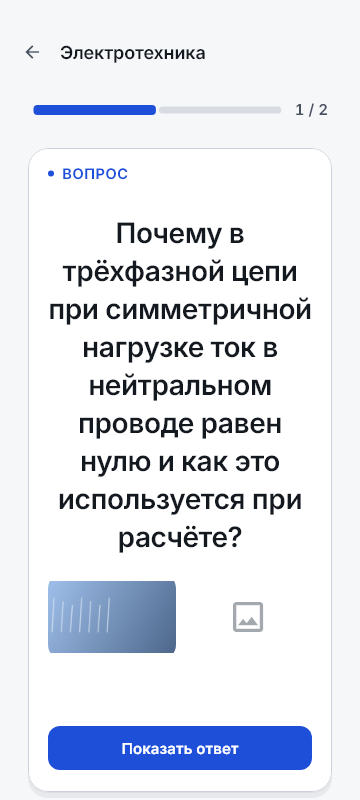 Электротехника
1 / 2
ВОПРОС
Почему в
трёхфазной цепи
при симметричной
нагрузке ток в
нейтральном
проводе равен
нулю и как это
используется при
расчёте?
Показать ответ